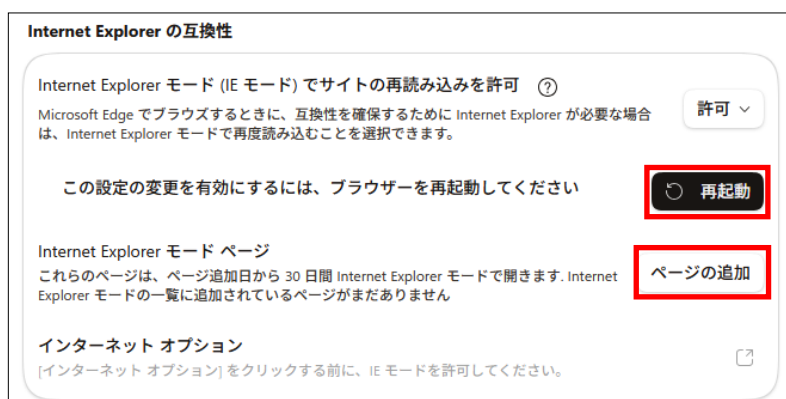 Internet Explorer の互換性
Internet Explorer モード (IE モード) でサイトの再読み込みを許可 ?
Microsoft Edge でブラウズするときに、互換性を確保するために Internet Explorer が必要な場合
は、Internet Explorer モードで再度読み込むことを選択できます。
許可
この設定の変更を有効にするには、ブラウザーを再起動してください
再起動
Internet Explorer モード ページ
これらのページは、ページ追加日から 30 日間 Internet Explorer モードで開きます. Internet
Explorer モードの一覧に追加されているページがまだありません
ページの追加
インターネット オプション
[インターネット オプション] をクリックする前に、IE モードを許可してください。